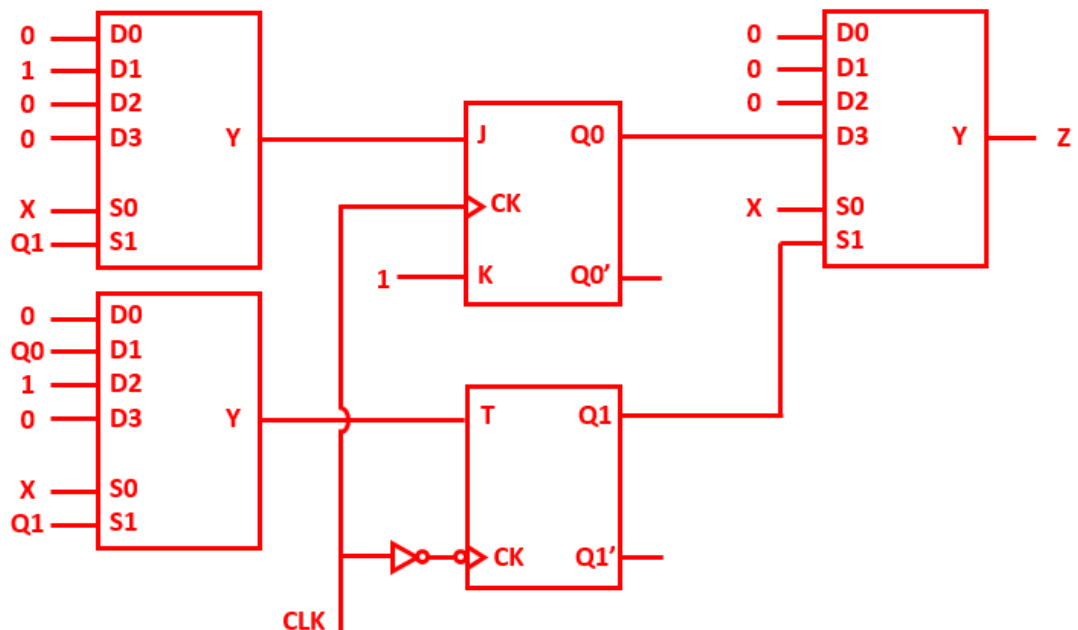 0 D0
1 D1
0 D2
0 D3 Y
X S0
Q1 S1
J Q0
CK
1 K Q0’
0 D0
0 D1
0 D2
D3 Y Z
X S0
S1
0 D0
Q0 D1
1 D2
0 D3 Y
X S0
Q1 S1
T Q1
CK Q1’
CLK